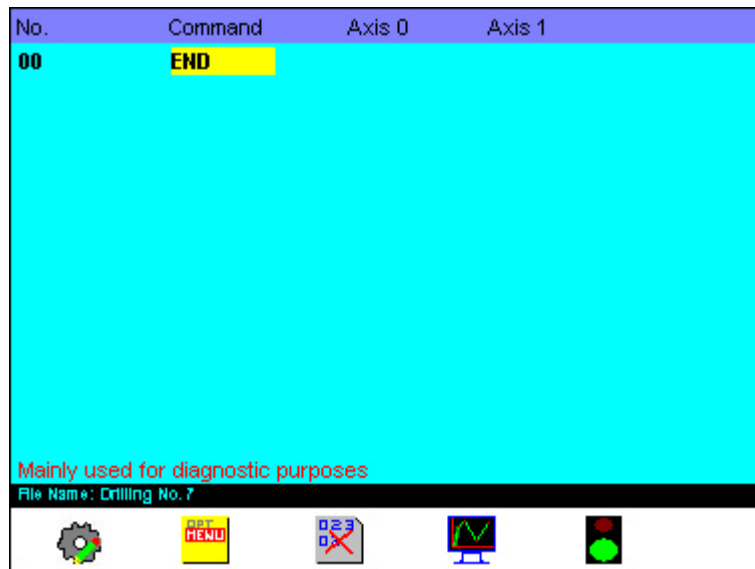 No. Command Axis 0 Axis 1
00 END
Mainly used for diagnostic purposes
File Name: Drilling No. 7
OPT
MENU
023